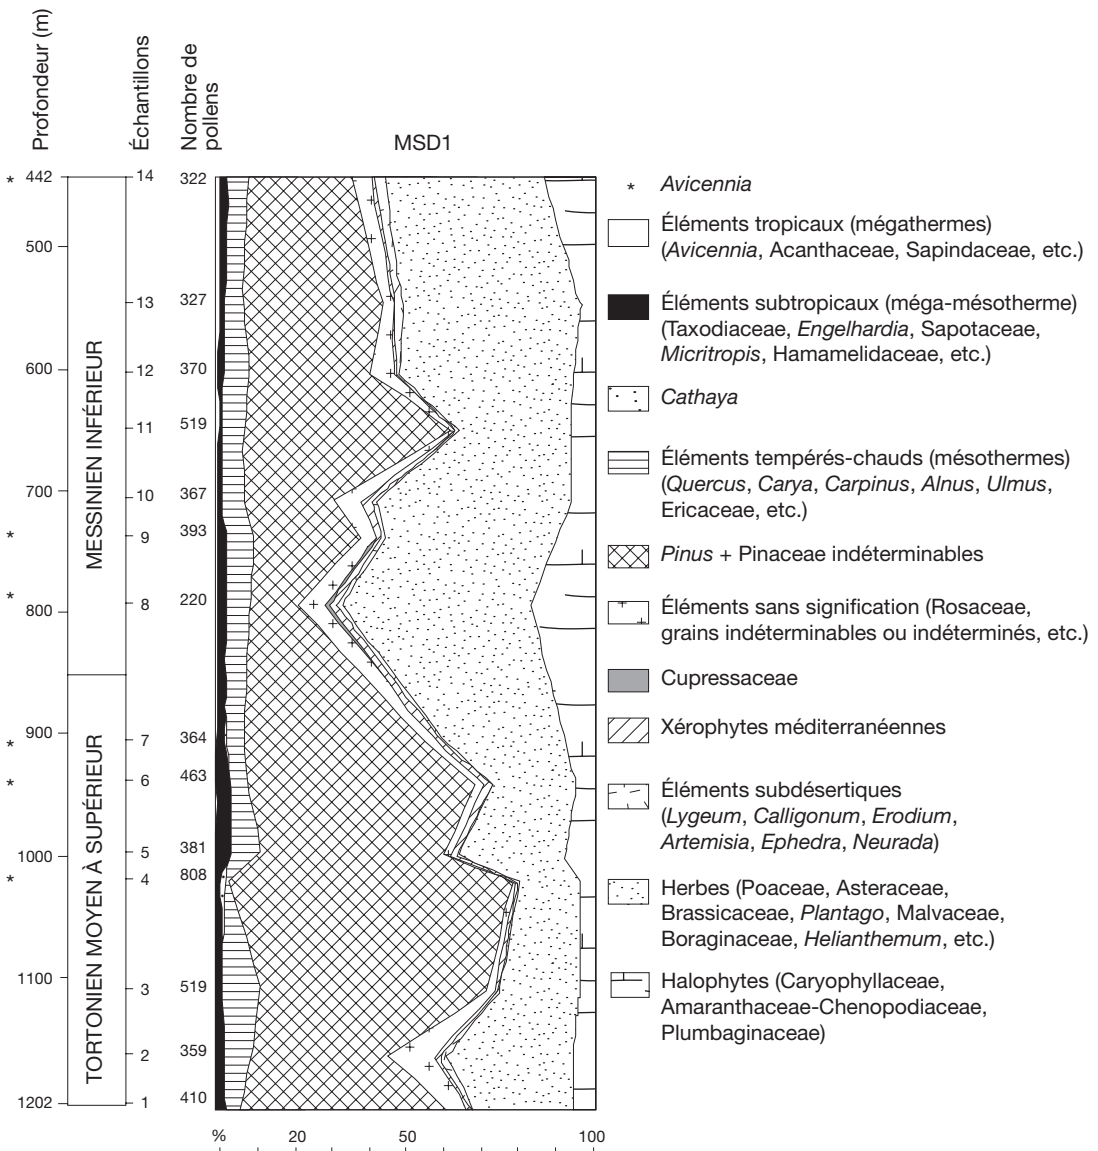 Profondeur (m)
Échantillons
Nombre de
pollens
MSD1
* 442
500
600
700
*
*
800
900
*
*
1000
*
1100
1202
MESSINIEN INFÉRIEUR
TORTONIEN MOYEN À SUPÉRIEUR
14
13
12
11
10
9
8
7
6
5
4
3
2
1
322
327
370
519
367
393
220
364
463
381
808
519
359
410
% 20 50 100
* Avicennia
Éléments tropicaux (mégathermes)
(Avicennia, Acanthaceae, Sapindaceae, etc.)
Éléments subtropicaux (méga-mésotherme)
(Taxodiaceae, Engelhardia, Sapotaceae,
Micritropis, Hamamelidaceae, etc.)
Cathaya
Éléments tempérés-chauds (mésothermes)
(Quercus, Carya, Carpinus, Alnus, Ulmus,
Ericaceae, etc.)
Pinus + Pinaceae indéterminables
Éléments sans signification (Rosaceae,
grains indéterminables ou indéterminés, etc.)
Cupressaceae
Xérophytes méditerranéennes
Éléments subdésertiques
(Lygeum, Calligonum, Erodium,
Artemisia, Ephedra, Neurada)
Herbes (Poaceae, Asteraceae,
Brassicaceae, Plantago, Malvaceae,
Boraginaceae, Helianthemum, etc.)
Halophytes (Caryophyllaceae,
Amaranthaceae-Chenopodiaceae,
Plumbaginaceae)